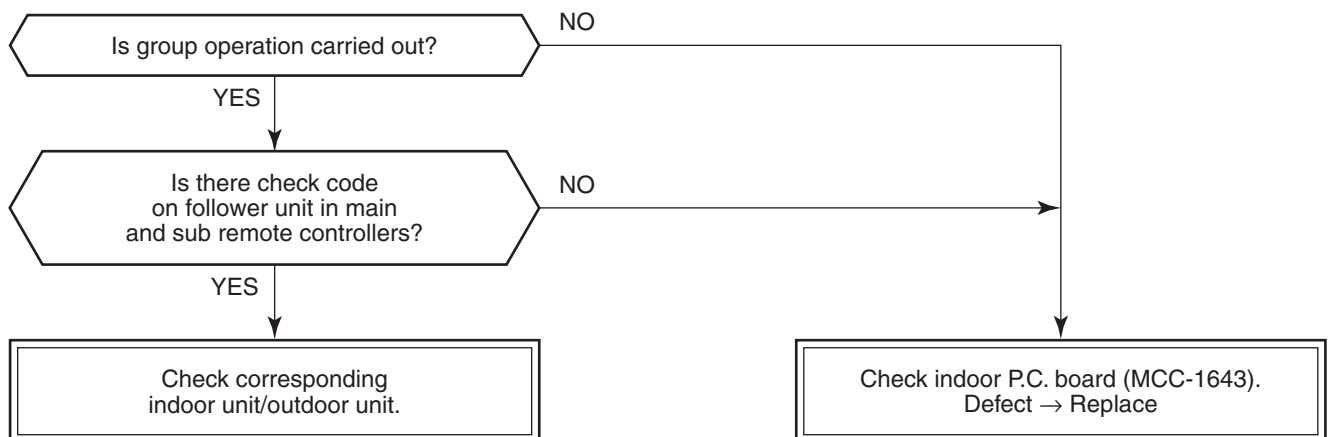 Is group operation carried out?
NO
YES
Is there check code
on follower unit in main
and sub remote controllers?
NO
YES
Check corresponding
indoor unit/outdoor unit.
Check indoor P.C. board (MCC-1643).
Defect → Replace